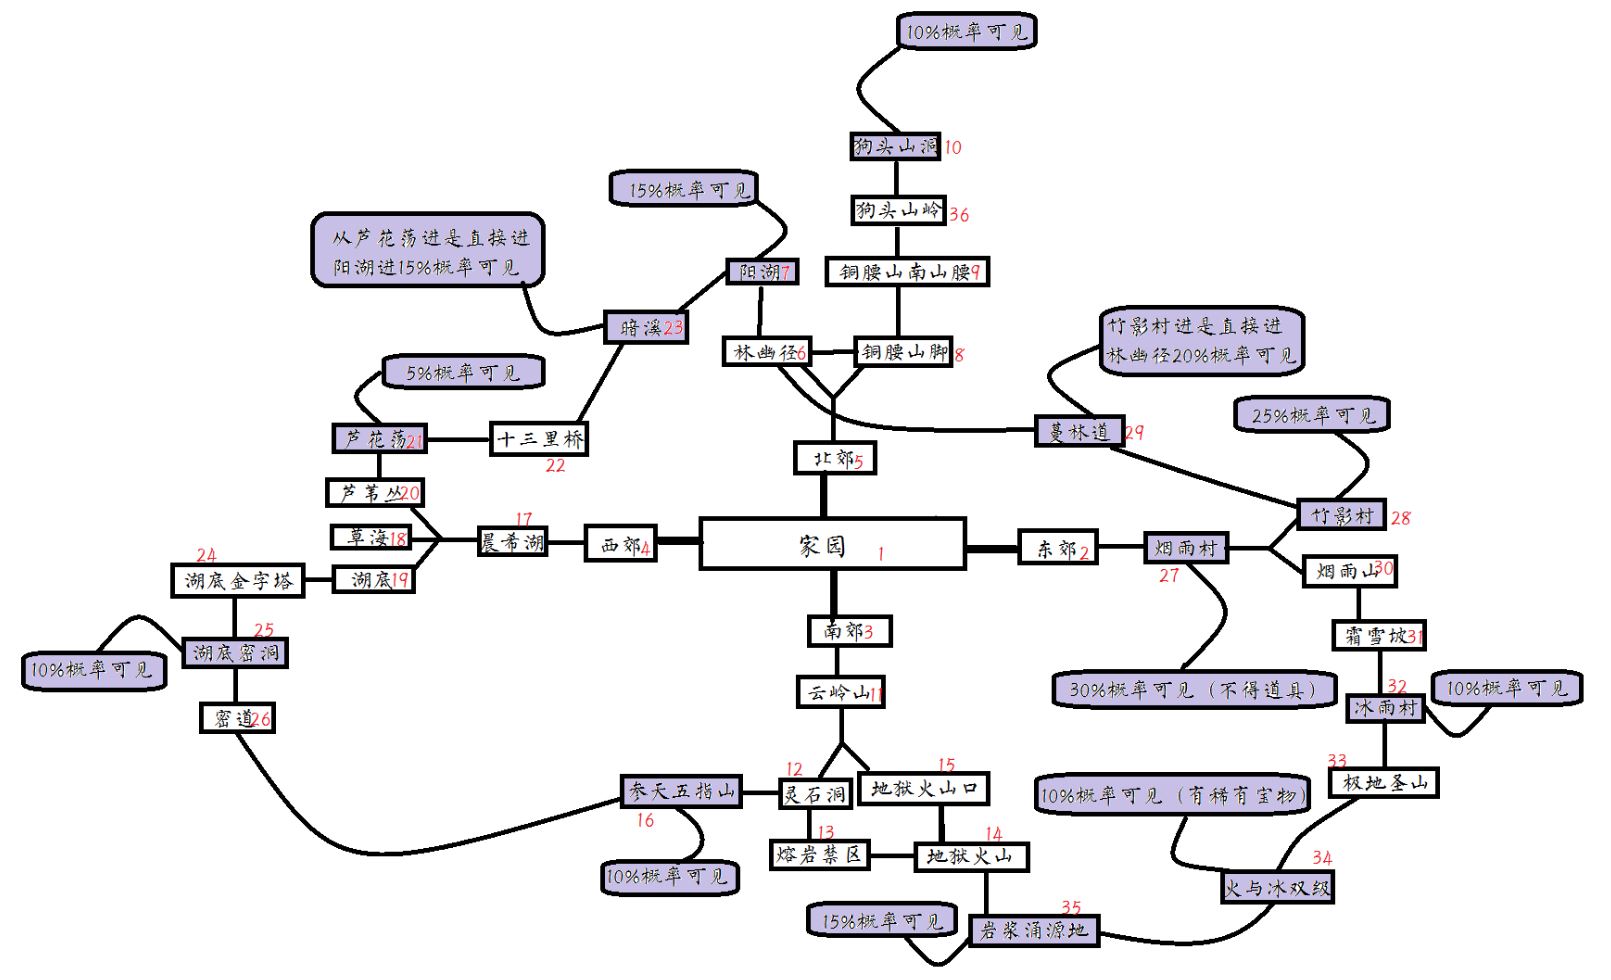 10%概率可见
狗头山洞 10
15%概率可见
狗头山岭 36
从芦花荡进是直接进
阳湖进15%概率可见
阳湖7
铜腰山南山腰9
暗溪23
竹影村进是直接进
林幽径20%概率可见
林幽径6
铜腰山脚 8
5%概率可见
25%概率可见
芦花荡21
十三里桥
22
蔓林道 29
北郊5
芦苇丛20
竹影村 28
17
草海18
晨希湖
西郊4
家园 1
东郊2
烟雨村
27
24
湖底金字塔
湖底19
烟雨山30
25
湖底密洞
南郊3
霜雪坡31
10%概率可见
云岭山11
30%概率可见（不得道具）
32
冰雨村
10%概率可见
密道26
12
15
33
参天五指山
16
灵石洞
地狱火山口
极地圣山
10%概率可见（有稀有宝物）
13
熔岩禁区
14
地狱火山
34
火与冰双级
10%概率可见
35
15%概率可见
岩浆涌源地